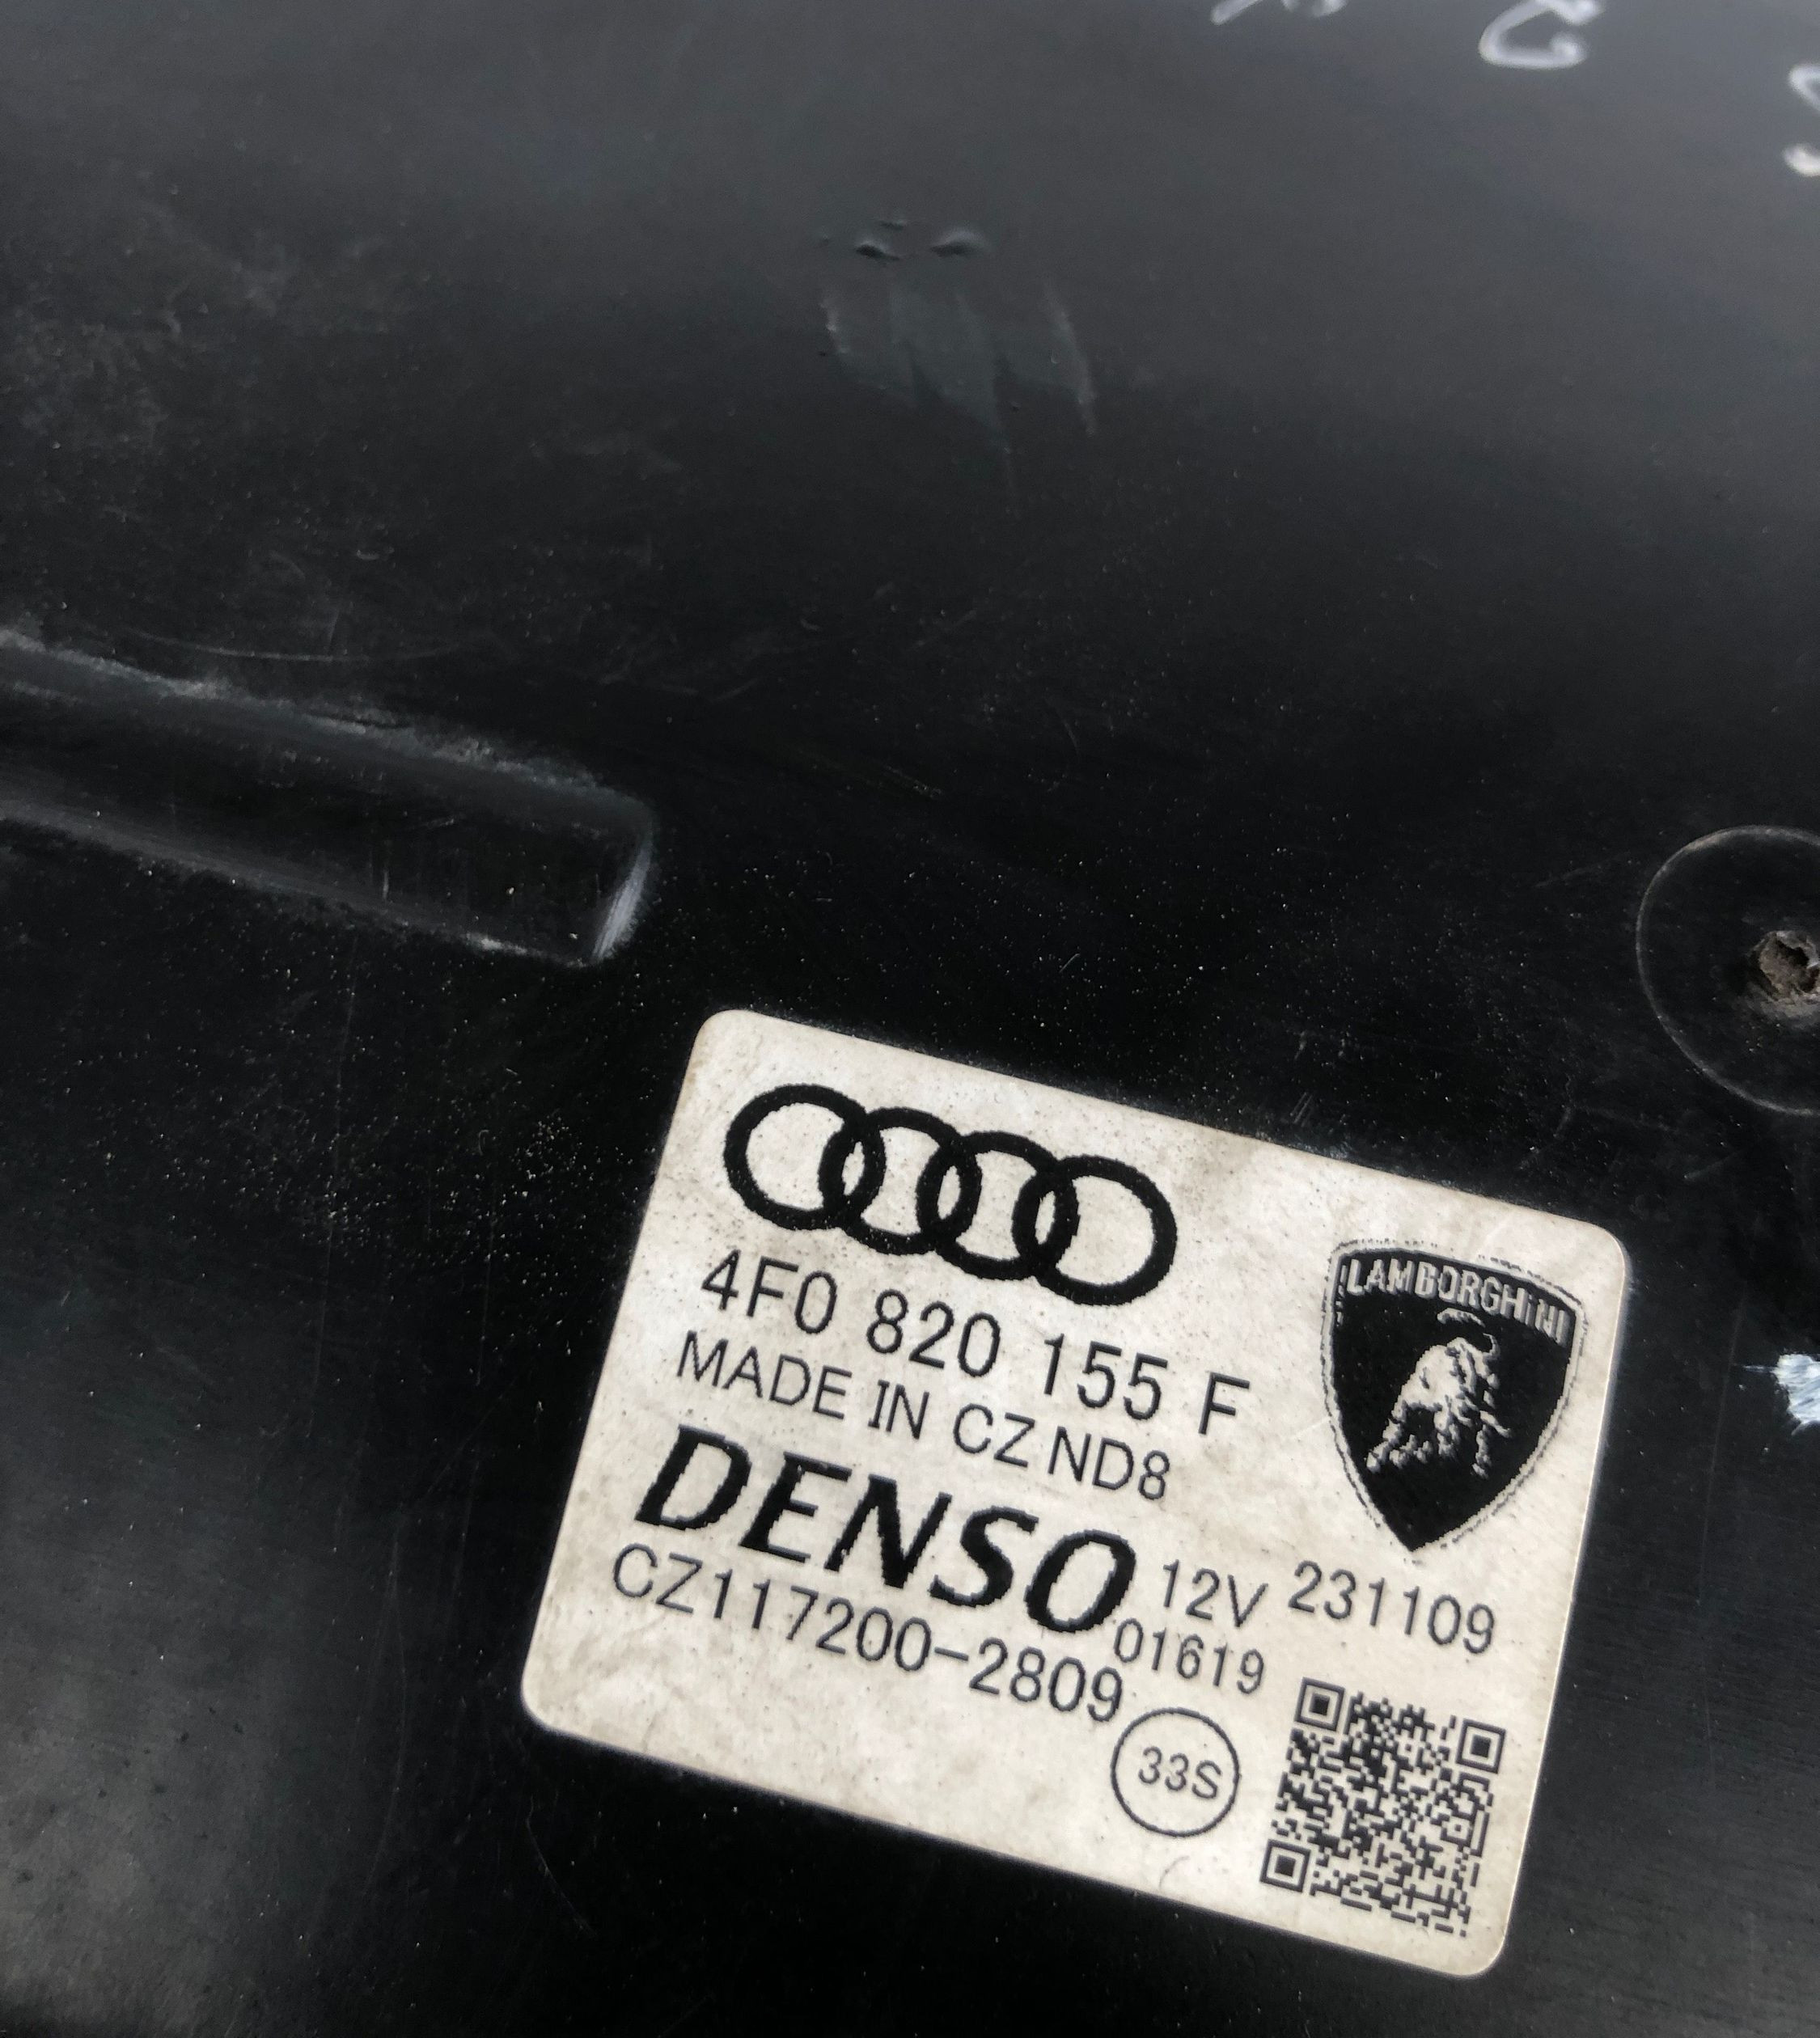 4F0 820 155 F
LAMBORGHiNI
MADE IN CZ ND8
DENSO 12V 231109
01619
CZ117200-2809
33S